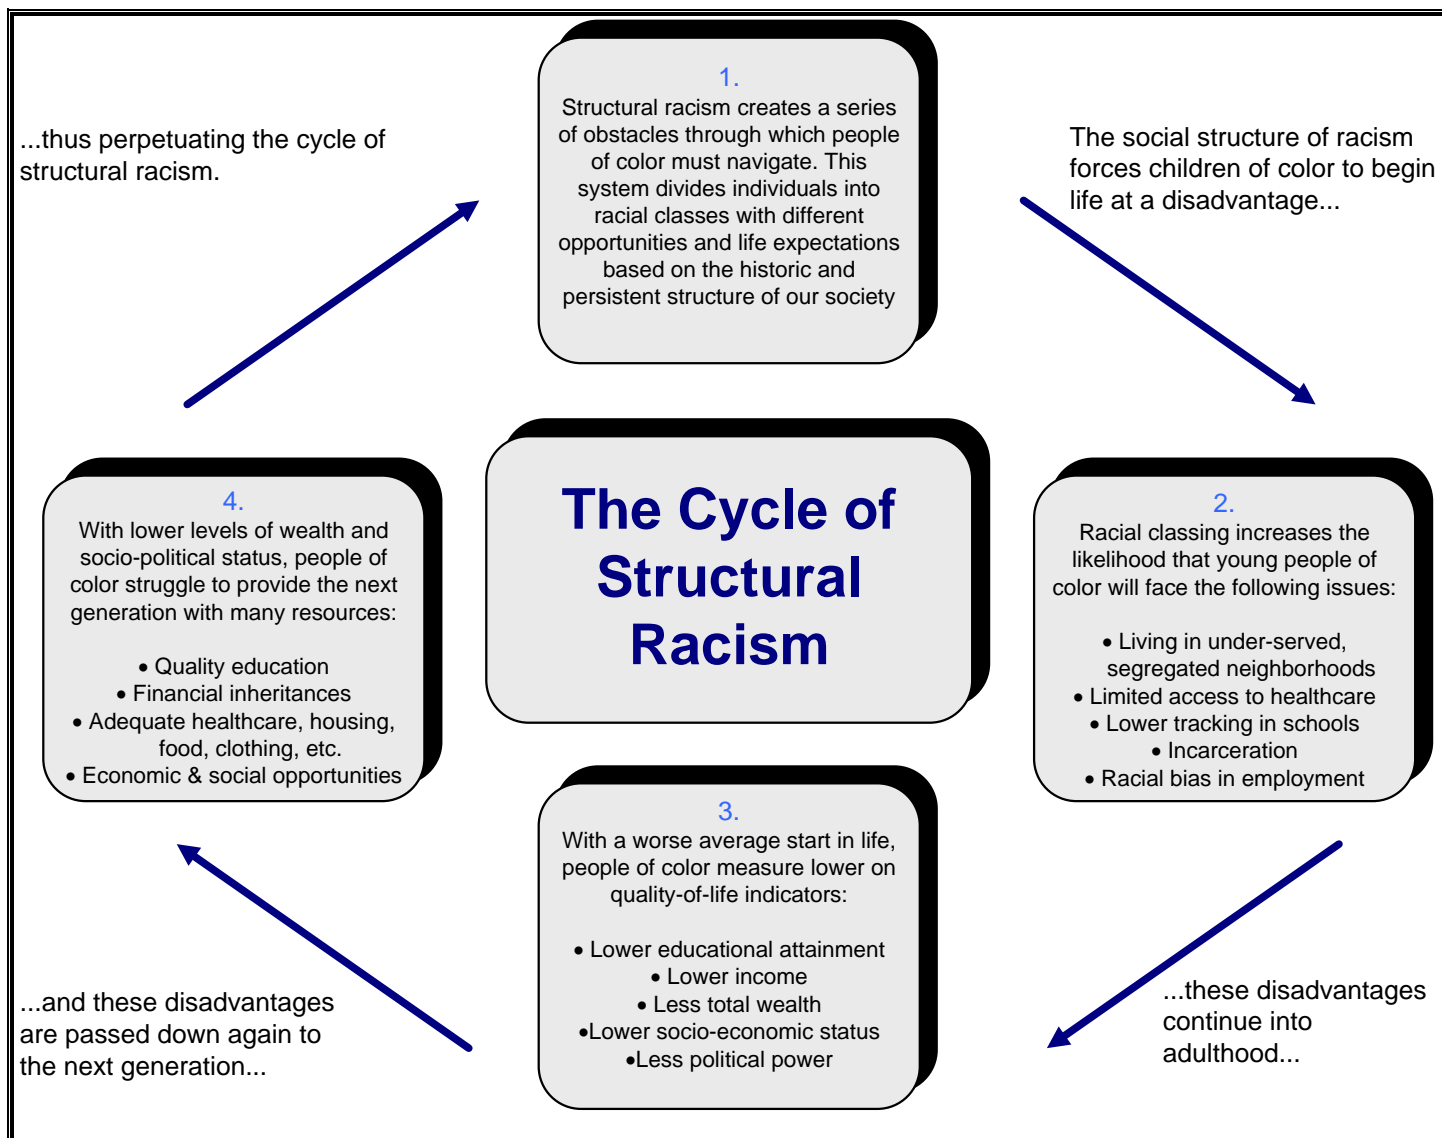 1.
Structural racism creates a series
of obstacles through which people
of color must navigate. This
system divides individuals into
racial classes with different
opportunities and life expectations
based on the historic and
persistent structure of our society
The social structure of racism
forces children of color to begin
life at a disadvantage...
2.
Racial classing increases the
likelihood that young people of
color will face the following issues:
• Living in under-served,
segregated neighborhoods
• Limited access to healthcare
• Lower tracking in schools
• Incarceration
• Racial bias in employment
...these disadvantages
continue into
adulthood...
3.
With a worse average start in life,
people of color measure lower on
quality-of-life indicators:
• Lower educational attainment
• Lower income
• Less total wealth
•Lower socio-economic status
•Less political power
...and these disadvantages
are passed down again to
the next generation...
4.
With lower levels of wealth and
socio-political status, people of
color struggle to provide the next
generation with many resources:
• Quality education
• Financial inheritances
• Adequate healthcare, housing,
food, clothing, etc.
• Economic & social opportunities
...thus perpetuating the cycle of
structural racism.
The Cycle of
Structural
Racism